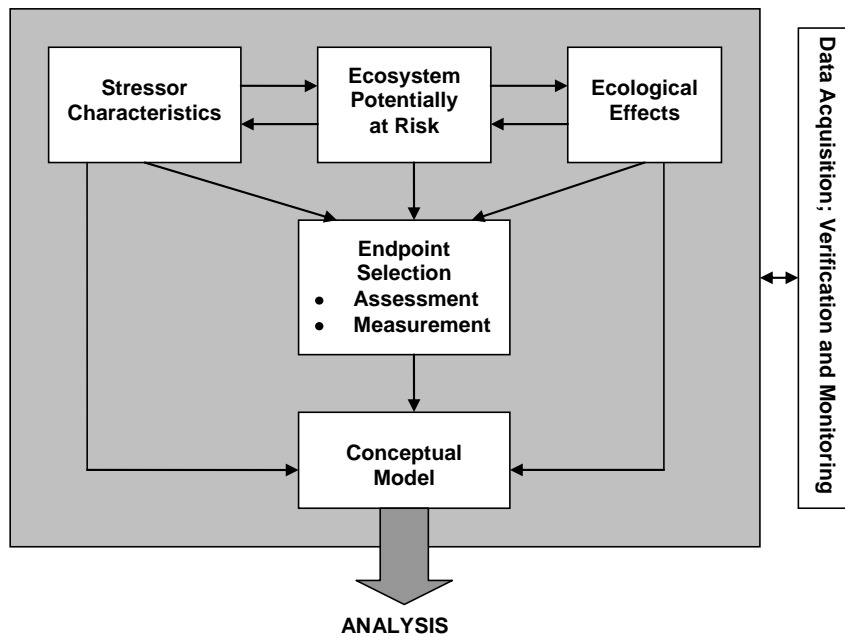 Stressor
Characteristics
Ecosystem
Potentially
at Risk
Ecological
Effects
Endpoint
Selection
● Assessment
● Measurement
Conceptual
Model
ANALYSIS
Data Acquisition; Verification and Monitoring